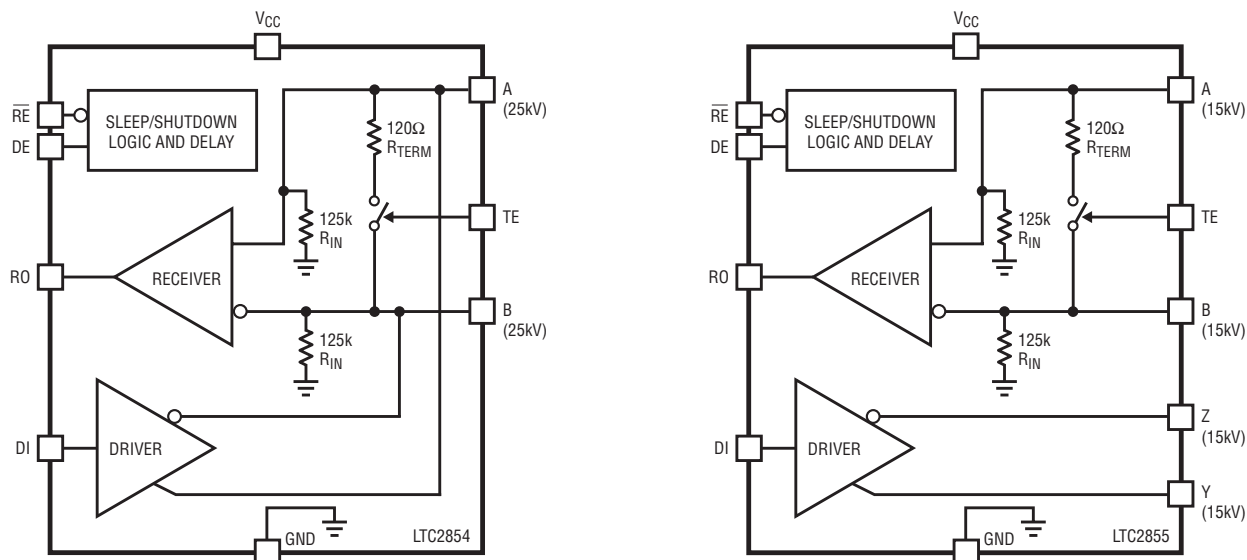 VCC
A
(25kV)
RE
DE
SLEEP/SHUTDOWN
LOGIC AND DELAY
120Ω
RTERM
125k
RIN
TE
RO
RECEIVER
B
(25kV)
125k
RIN
DI
DRIVER
GND
LTC2854
VCC
A
(15kV)
RE
DE
SLEEP/SHUTDOWN
LOGIC AND DELAY
120Ω
RTERM
125k
RIN
TE
RO
RECEIVER
B
(15kV)
125k
RIN
Z
(15kV)
DI
DRIVER
Y
(15kV)
GND
LTC2855